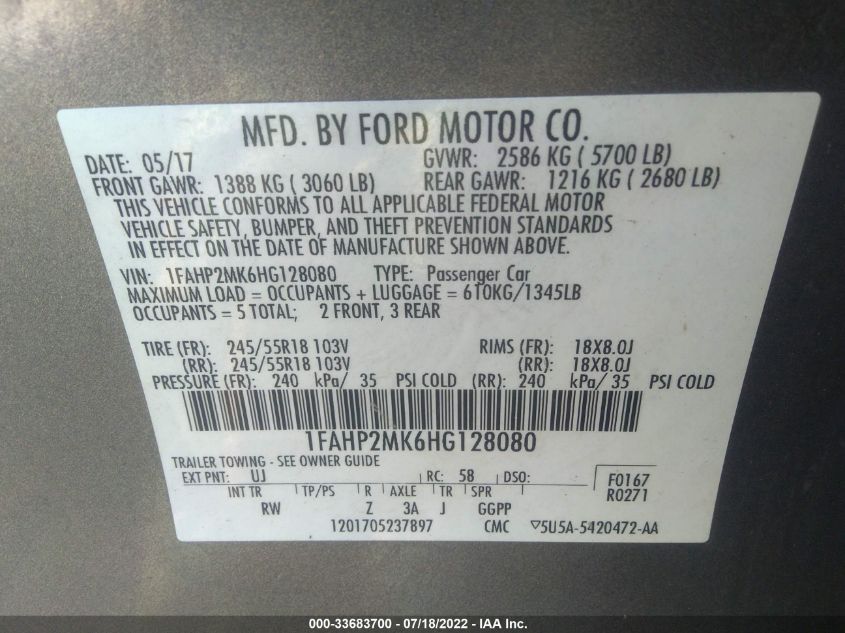 MFD. BY FORD MOTOR CO.
DATE: 05/17 GVWR: 2586 KG ( 5700 LB)
FRONT GAWR: 1388 KG ( 3060 LB) REAR GAWR: 1216 KG ( 2680 LB)
THIS VEHICLE CONFORMS TO ALL APPLICABLE FEDERAL MOTOR
VEHICLE SAFETY, BUMPER, AND THEFT PREVENTION STANDARDS
IN EFFECT ON THE DATE OF MANUFACTURE SHOWN ABOVE.
VIN: 1FAHP2MK6HG128080 TYPE: Passenger Car
MAXIMUM LOAD = OCCUPANTS + LUGGAGE = 610KG/1345LB
OCCUPANTS = 5 TOTAL; 2 FRONT, 3 REAR
TIRE (FR): 245/55R18 103V RIMS (FR): 18X8.0J
(RR): 245/55R18 103V (RR): 18X8.0J
PRESSURE (FR): 240 kPa/ 35 PSI COLD (RR): 240 kPa/ 35 PSI COLD
1FAHP2MK6HG128080
TRAILER TOWING - SEE OWNER GUIDE
EXT PNT: UJ RC: 58 DSO: F0167
INT TR TP/PS R AXLE TR SPR R0271
RW Z 3A J GGPP
1201705237897 CMC ▽5U5A-5420472-AA
000-33683700 - 07/18/2022 - IAA Inc.